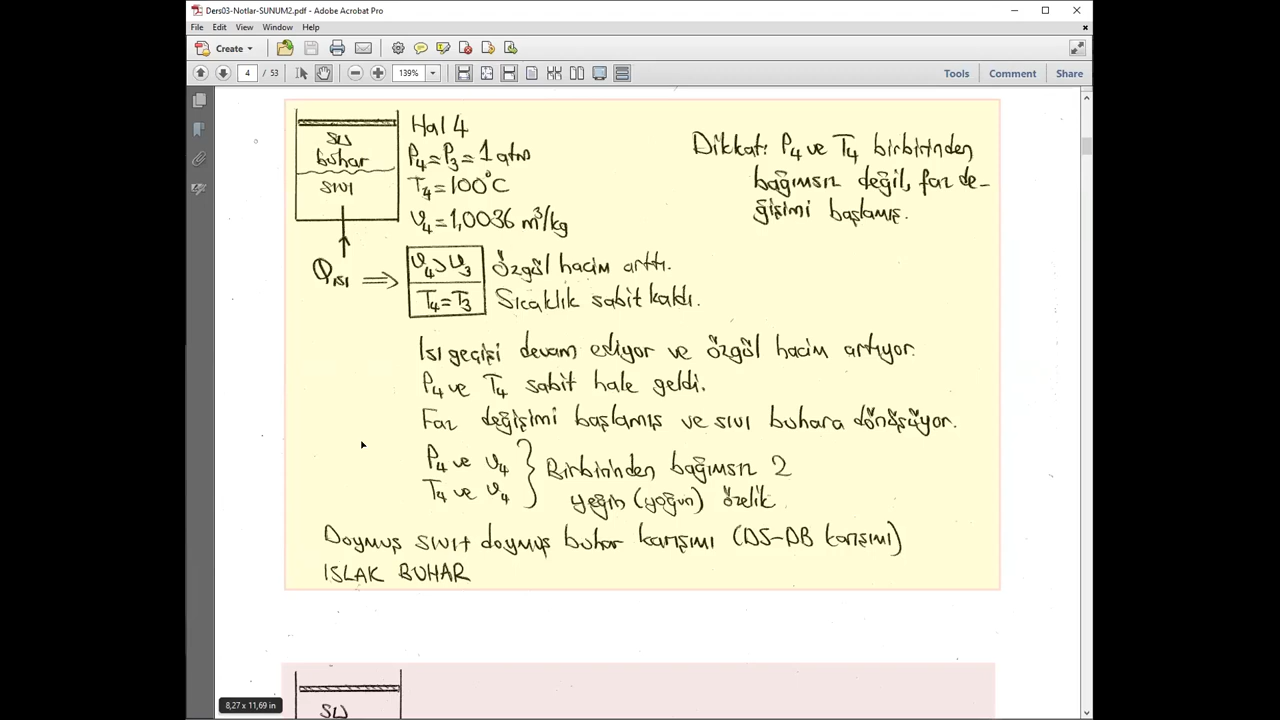 Ders03-Notlar-SUNUM2.pdf - Adobe Acrobat Pro
File Edit View Window Help
Create
4 / 53 139% Tools Comment Share
SU
buhar
SIVI
Qısı ⇒
Hal 4
P₄=P₃=1 atm
T₄=100°C
υ₄=1,0036 m³/kg
Dikkat: P₄ ve T₄ birbirinden
bağımsız değil, faz de-
ğişimi başlamış.
υ₄>υ₃ Özgül hacim arttı.
T₄=T₃ Sıcaklık sabit kaldı.
Isı geçişi devam ediyor ve özgül hacim artıyor.
P₄ ve T₄ sabit hale geldi.
Faz değişimi başlamış ve sıvı buhara dönüşüyor.
P₄ ve υ₄
T₄ ve υ₄
} Birbirinden bağımsız 2
yeğin (yoğun) özelik
Doymuş sıvı+doymuş buhar karışımı (DS-DB karışımı)
ISLAK BUHAR
SU
8,27 x 11,69 in